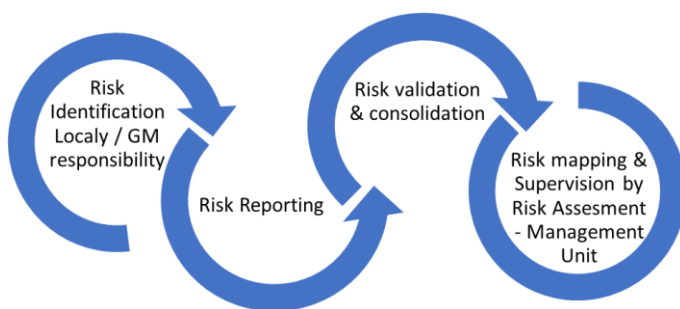 Risk
Identification
Localy / GM
responsibility
Risk Reporting
Risk validation
& consolidation
Risk mapping &
Supervision by
Risk Assesment
- Management
Unit